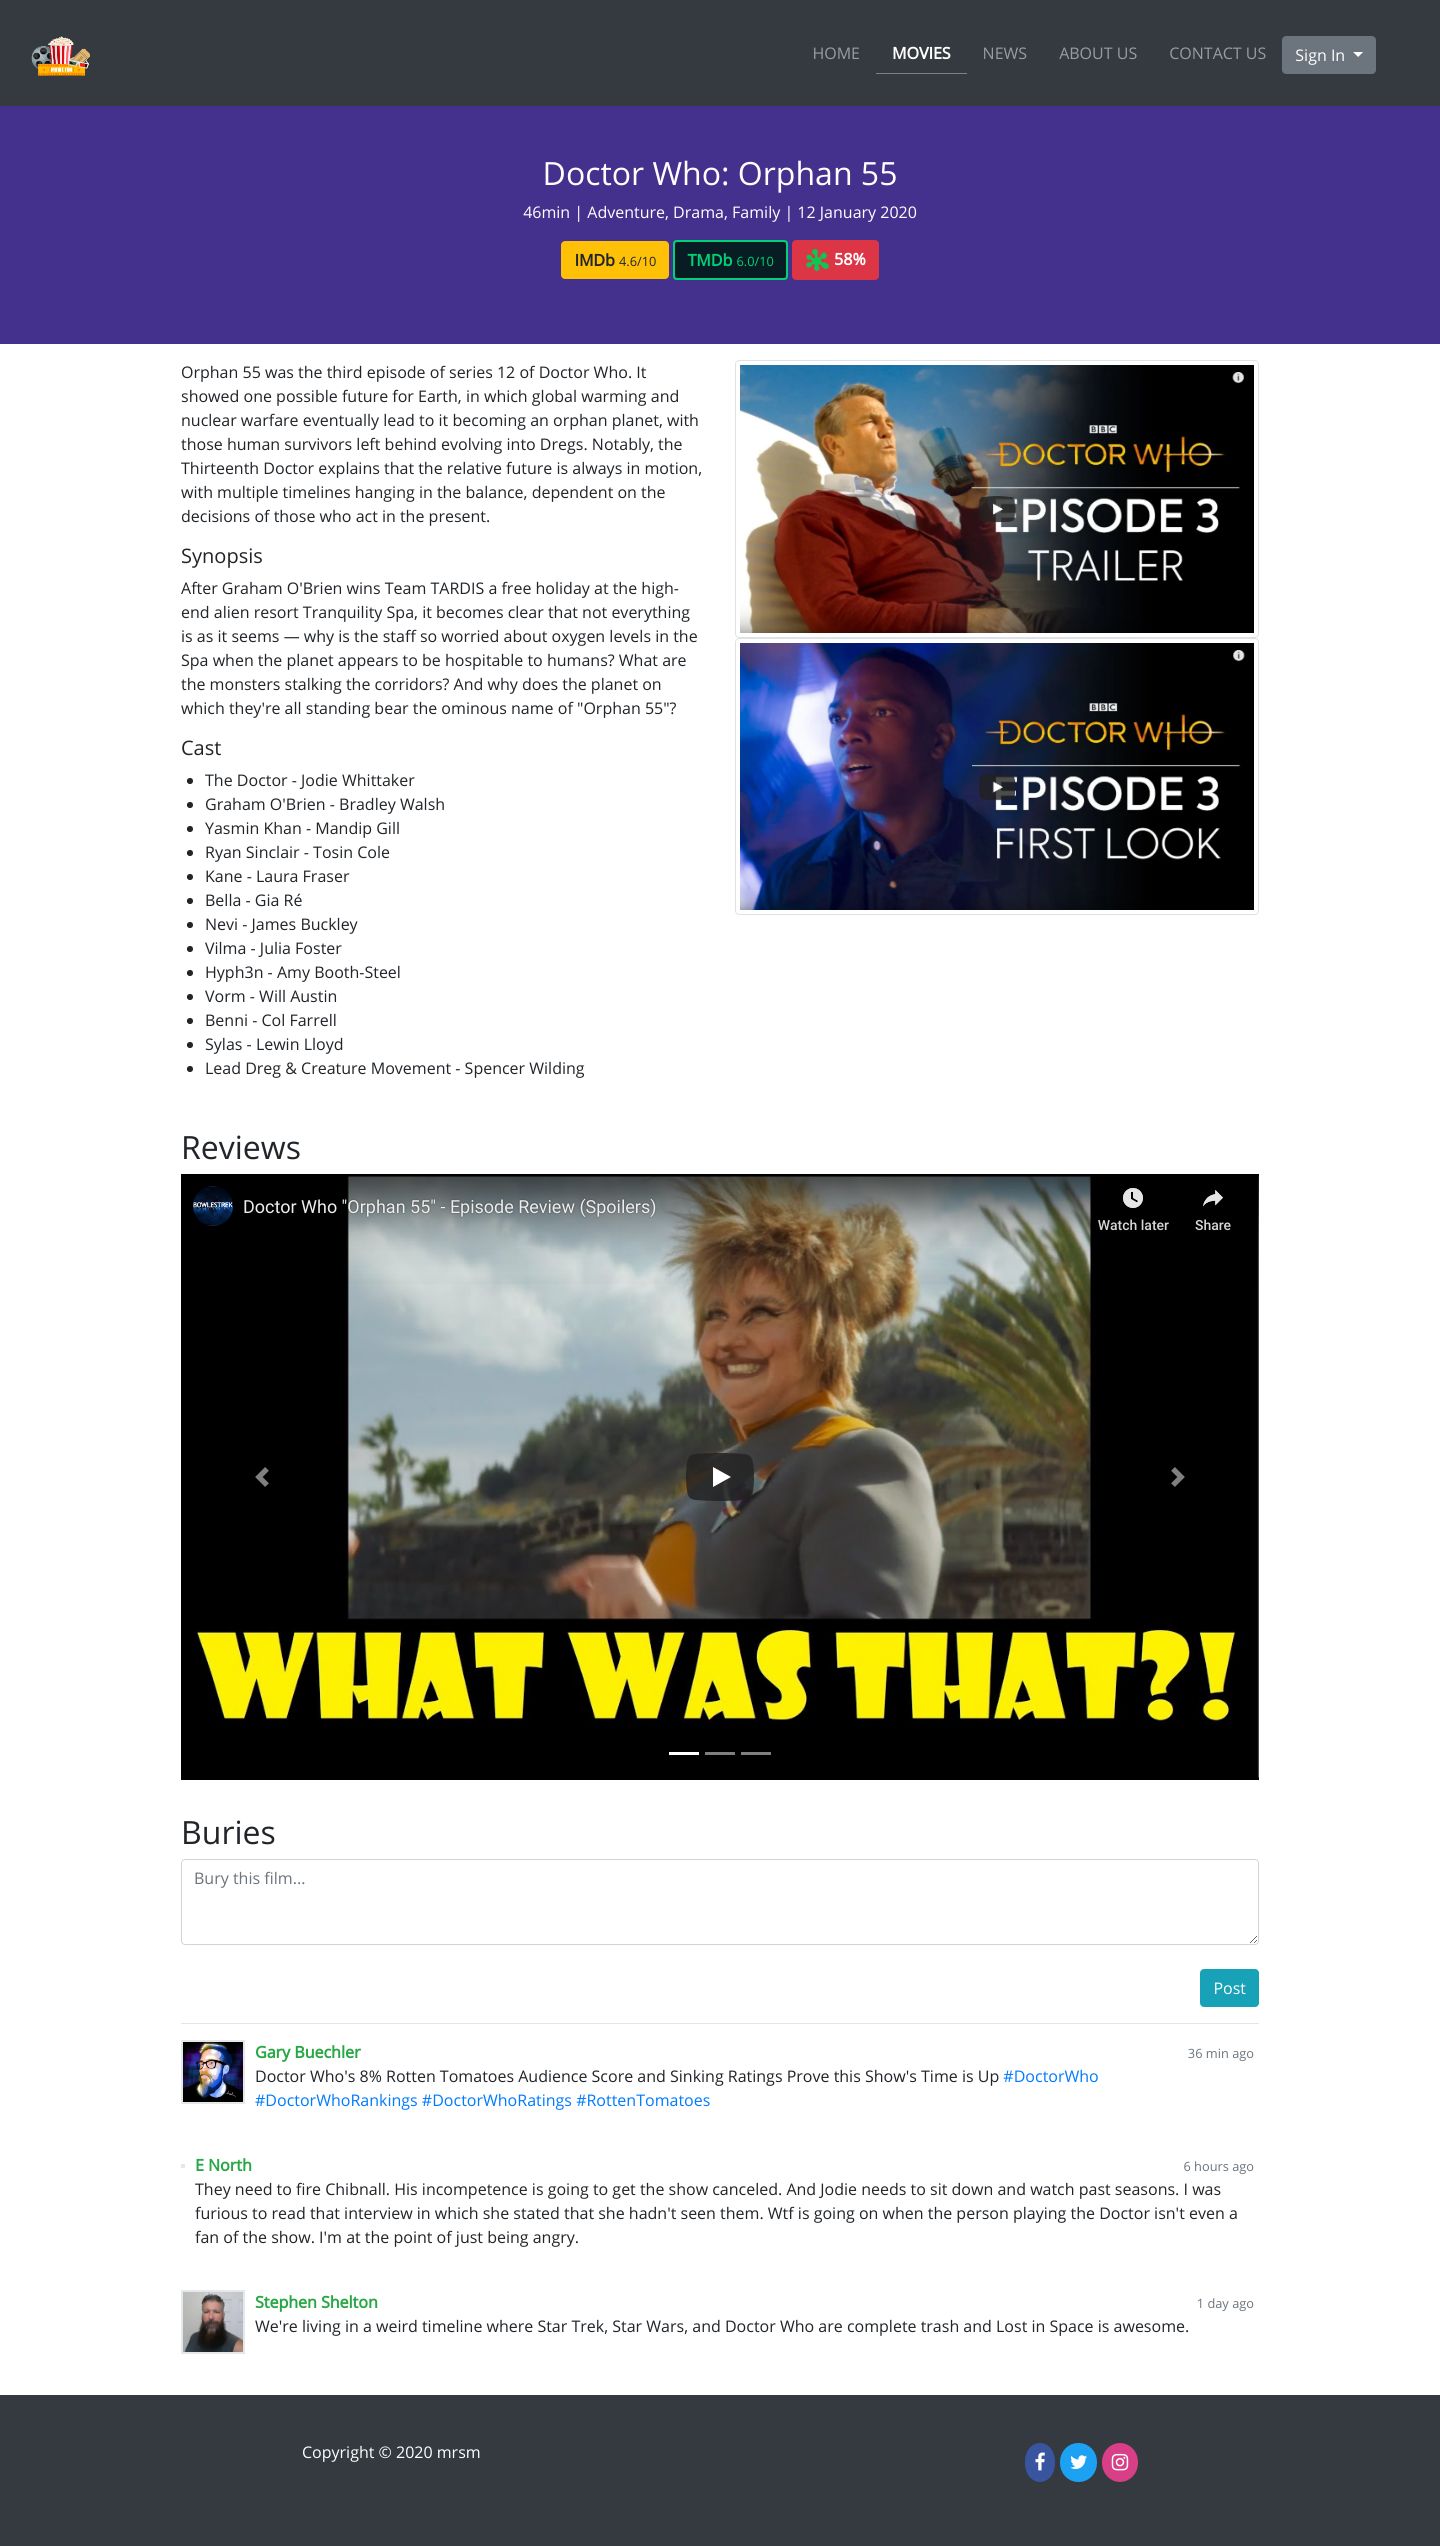 HOME MOVIES NEWS ABOUT US CONTACT US Sign In
Doctor Who: Orphan 55
46min | Adventure, Drama, Family | 12 January 2020
IMDb 4.6/10 TMDb 6.0/10 58%
Orphan 55 was the third episode of series 12 of Doctor Who. It
showed one possible future for Earth, in which global warming and
nuclear warfare eventually lead to it becoming an orphan planet, with
those human survivors left behind evolving into Dregs. Notably, the
Thirteenth Doctor explains that the relative future is always in motion,
with multiple timelines hanging in the balance, dependent on the
decisions of those who act in the present.
Synopsis
After Graham O'Brien wins Team TARDIS a free holiday at the high-
end alien resort Tranquility Spa, it becomes clear that not everything
is as it seems — why is the staff so worried about oxygen levels in the
Spa when the planet appears to be hospitable to humans? What are
the monsters stalking the corridors? And why does the planet on
which they're all standing bear the ominous name of "Orphan 55"?
Cast
The Doctor - Jodie Whittaker
Graham O'Brien - Bradley Walsh
Yasmin Khan - Mandip Gill
Ryan Sinclair - Tosin Cole
Kane - Laura Fraser
Bella - Gia Ré
Nevi - James Buckley
Vilma - Julia Foster
Hyph3n - Amy Booth-Steel
Vorm - Will Austin
Benni - Col Farrell
Sylas - Lewin Lloyd
Lead Dreg & Creature Movement - Spencer Wilding
BBC
DOCTOR WHO
EPISODE 3
TRAILER
BBC
DOCTOR WHO
EPISODE 3
FIRST LOOK
Reviews
BOWLESTREK
Doctor Who "Orphan 55" - Episode Review (Spoilers)
Watch later Share
WHAT WAS THAT?!
Buries
Bury this film...
Post
Gary Buechler 36 min ago
Doctor Who's 8% Rotten Tomatoes Audience Score and Sinking Ratings Prove this Show's Time is Up #DoctorWho
#DoctorWhoRankings #DoctorWhoRatings #RottenTomatoes
E North 6 hours ago
They need to fire Chibnall. His incompetence is going to get the show canceled. And Jodie needs to sit down and watch past seasons. I was
furious to read that interview in which she stated that she hadn't seen them. Wtf is going on when the person playing the Doctor isn't even a
fan of the show. I'm at the point of just being angry.
Stephen Shelton 1 day ago
We're living in a weird timeline where Star Trek, Star Wars, and Doctor Who are complete trash and Lost in Space is awesome.
Copyright © 2020 mrsm